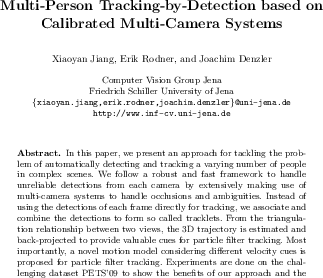 Multi-Person Tracking-by-Detection based on
Calibrated Multi-Camera Systems
Xiaoyan Jiang, Erik Rodner, and Joachim Denzler
Computer Vision Group Jena
Friedrich Schiller University of Jena
{xiaoyan.jiang,erik.rodner,joachim.denzler}@uni-jena.de
http://www.inf-cv.uni-jena.de
Abstract. In this paper, we present an approach for tackling the prob-
lem of automatically detecting and tracking a varying number of people
in complex scenes. We follow a robust and fast framework to handle
unreliable detections from each camera by extensively making use of
multi-camera systems to handle occlusions and ambiguities. Instead of
using the detections of each frame directly for tracking, we associate and
combine the detections to form so called tracklets. From the triangula-
tion relationship between two views, the 3D trajectory is estimated and
back-projected to provide valuable cues for particle filter tracking. Most
importantly, a novel motion model considering different velocity cues is
proposed for particle filter tracking. Experiments are done on the chal-
lenging dataset PETS'09 to show the benefits of our approach and the